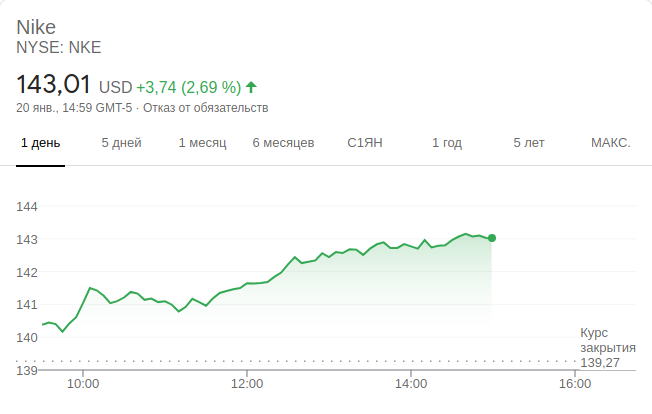 Nike
NYSE: NKE
143,01 USD +3,74 (2,69 %)
20 янв., 14:59 GMT-5 · Отказ от обязательств
1 день 5 дней 1 месяц 6 месяцев С1ЯН 1 год 5 лет МАКС.
144
143
142
141
140
139
Курс
закрытия
139,27
10:00 12:00 14:00 16:00